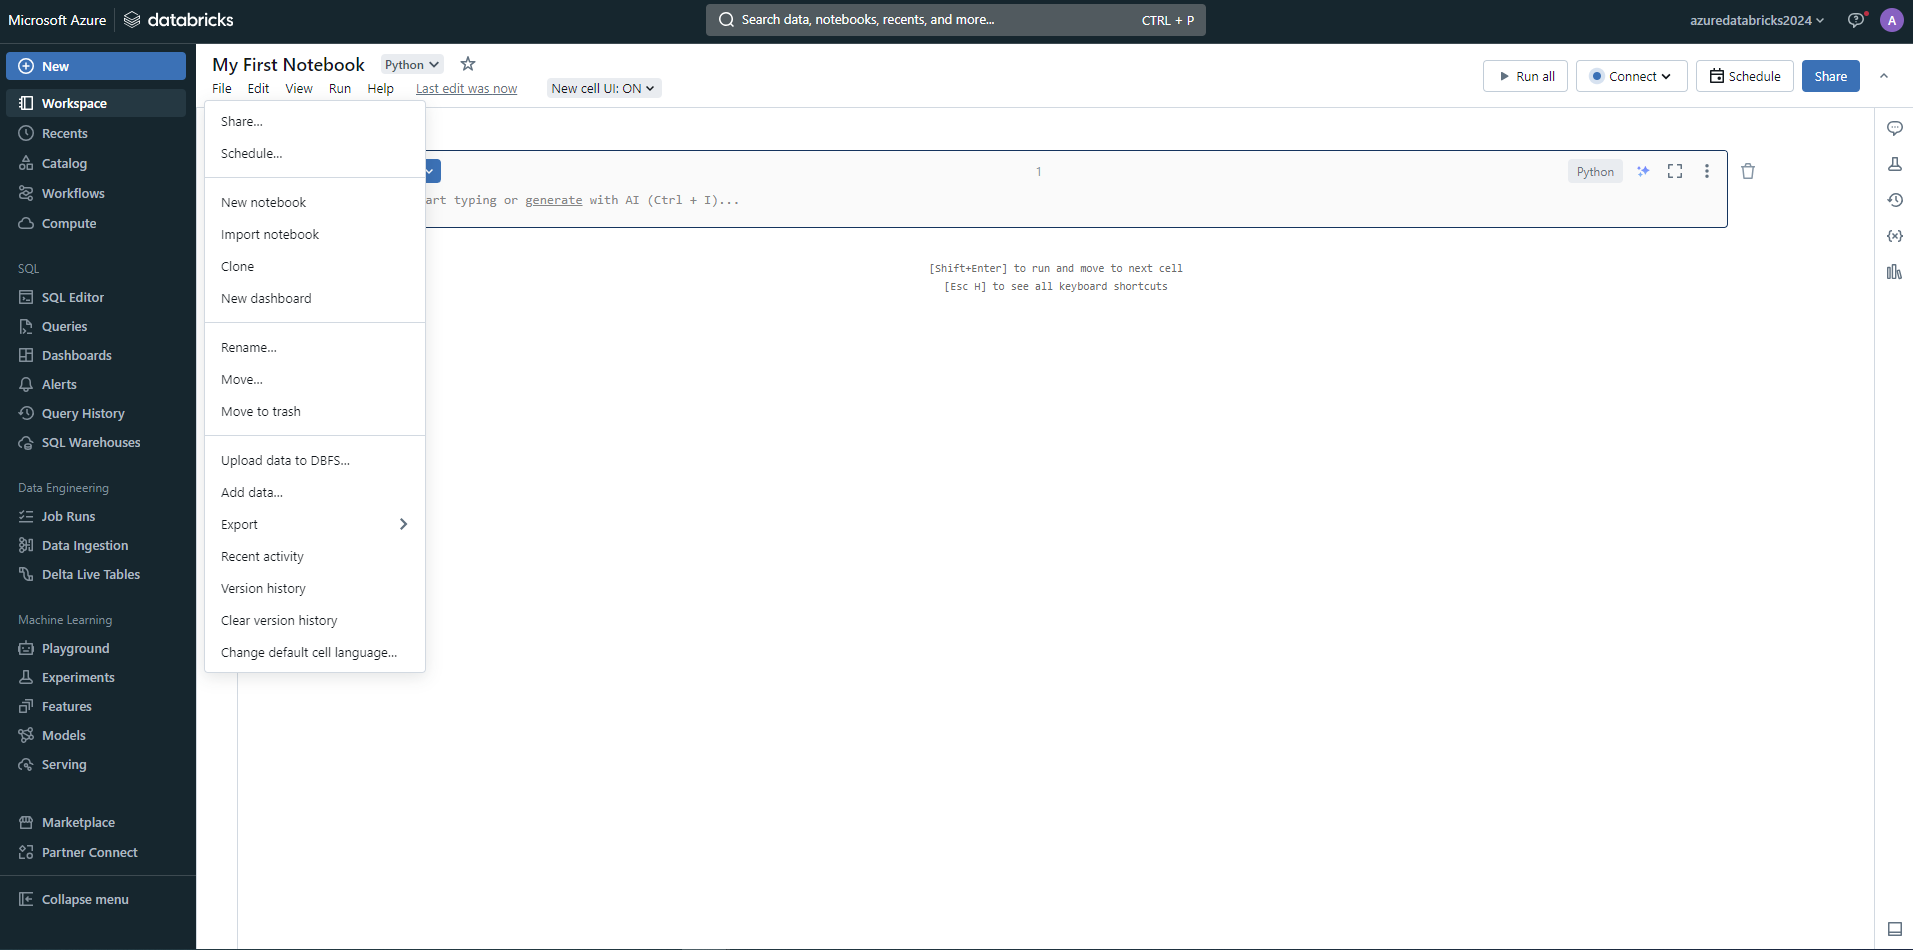 Microsoft Azure databricks Search data, notebooks, recents, and more... CTRL + P azuredatabricks2024 A
New
Workspace
Recents
Catalog
Workflows
Compute
SQL
SQL Editor
Queries
Dashboards
Alerts
Query History
SQL Warehouses
Data Engineering
Job Runs
Data Ingestion
Delta Live Tables
Machine Learning
Playground
Experiments
Features
Models
Serving
Marketplace
Partner Connect
Collapse menu
My First Notebook Python
File Edit View Run Help Last edit was now New cell UI: ON
Run all Connect Schedule Share
Share...
Schedule...
New notebook
Import notebook
Clone
New dashboard
Rename...
Move...
Move to trash
Upload data to DBFS...
Add data...
Export
Recent activity
Version history
Clear version history
Change default cell language...
1 Python
art typing or generate with AI (Ctrl + I)...
[Shift+Enter] to run and move to next cell
[Esc H] to see all keyboard shortcuts